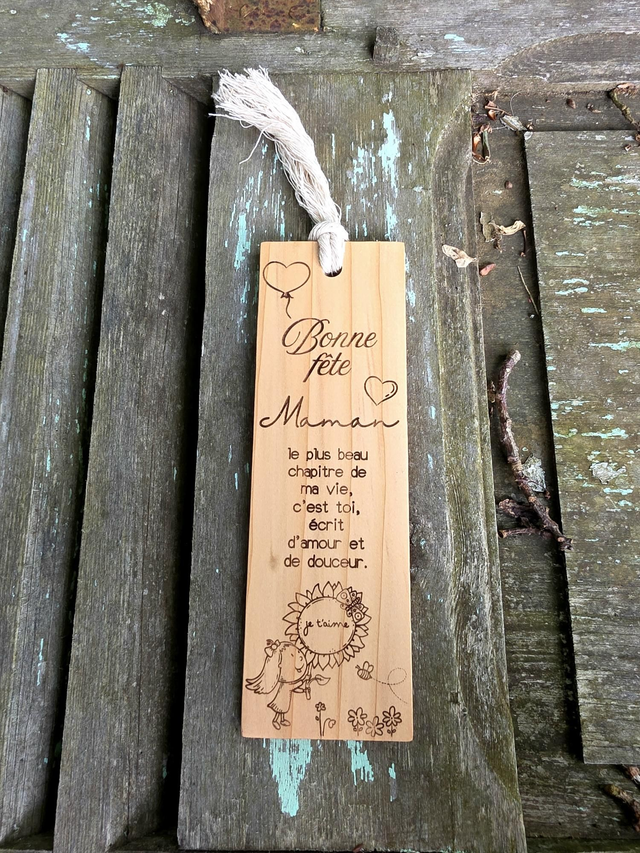 Bonne
fête
Maman
le plus beau
chapitre de
ma vie,
c'est toi,
écrit
d'amour et
de douceur.
je t'aime